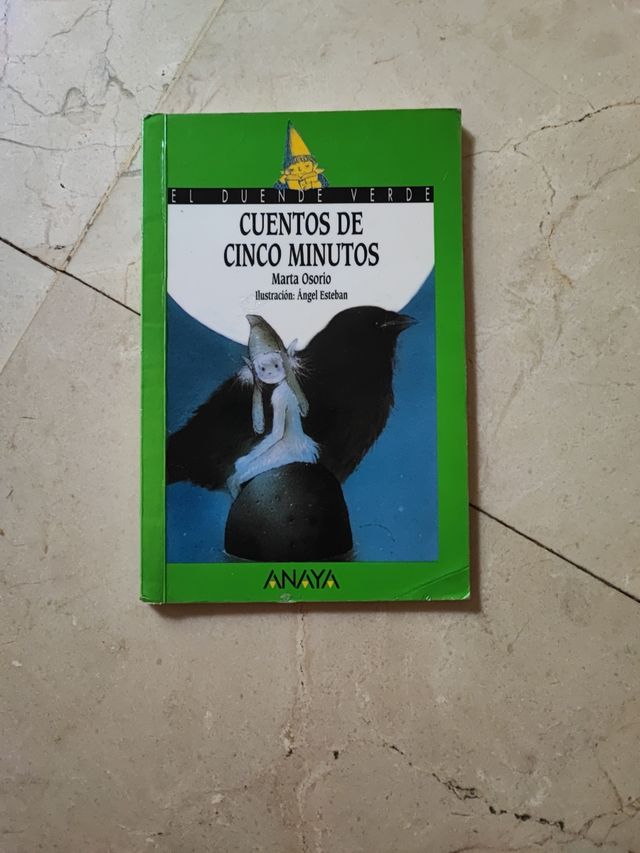 EL DUENDE VERDE
CUENTOS DE
CINCO MINUTOS
Marta Osorio
Ilustración: Ángel Esteban
ANAYA